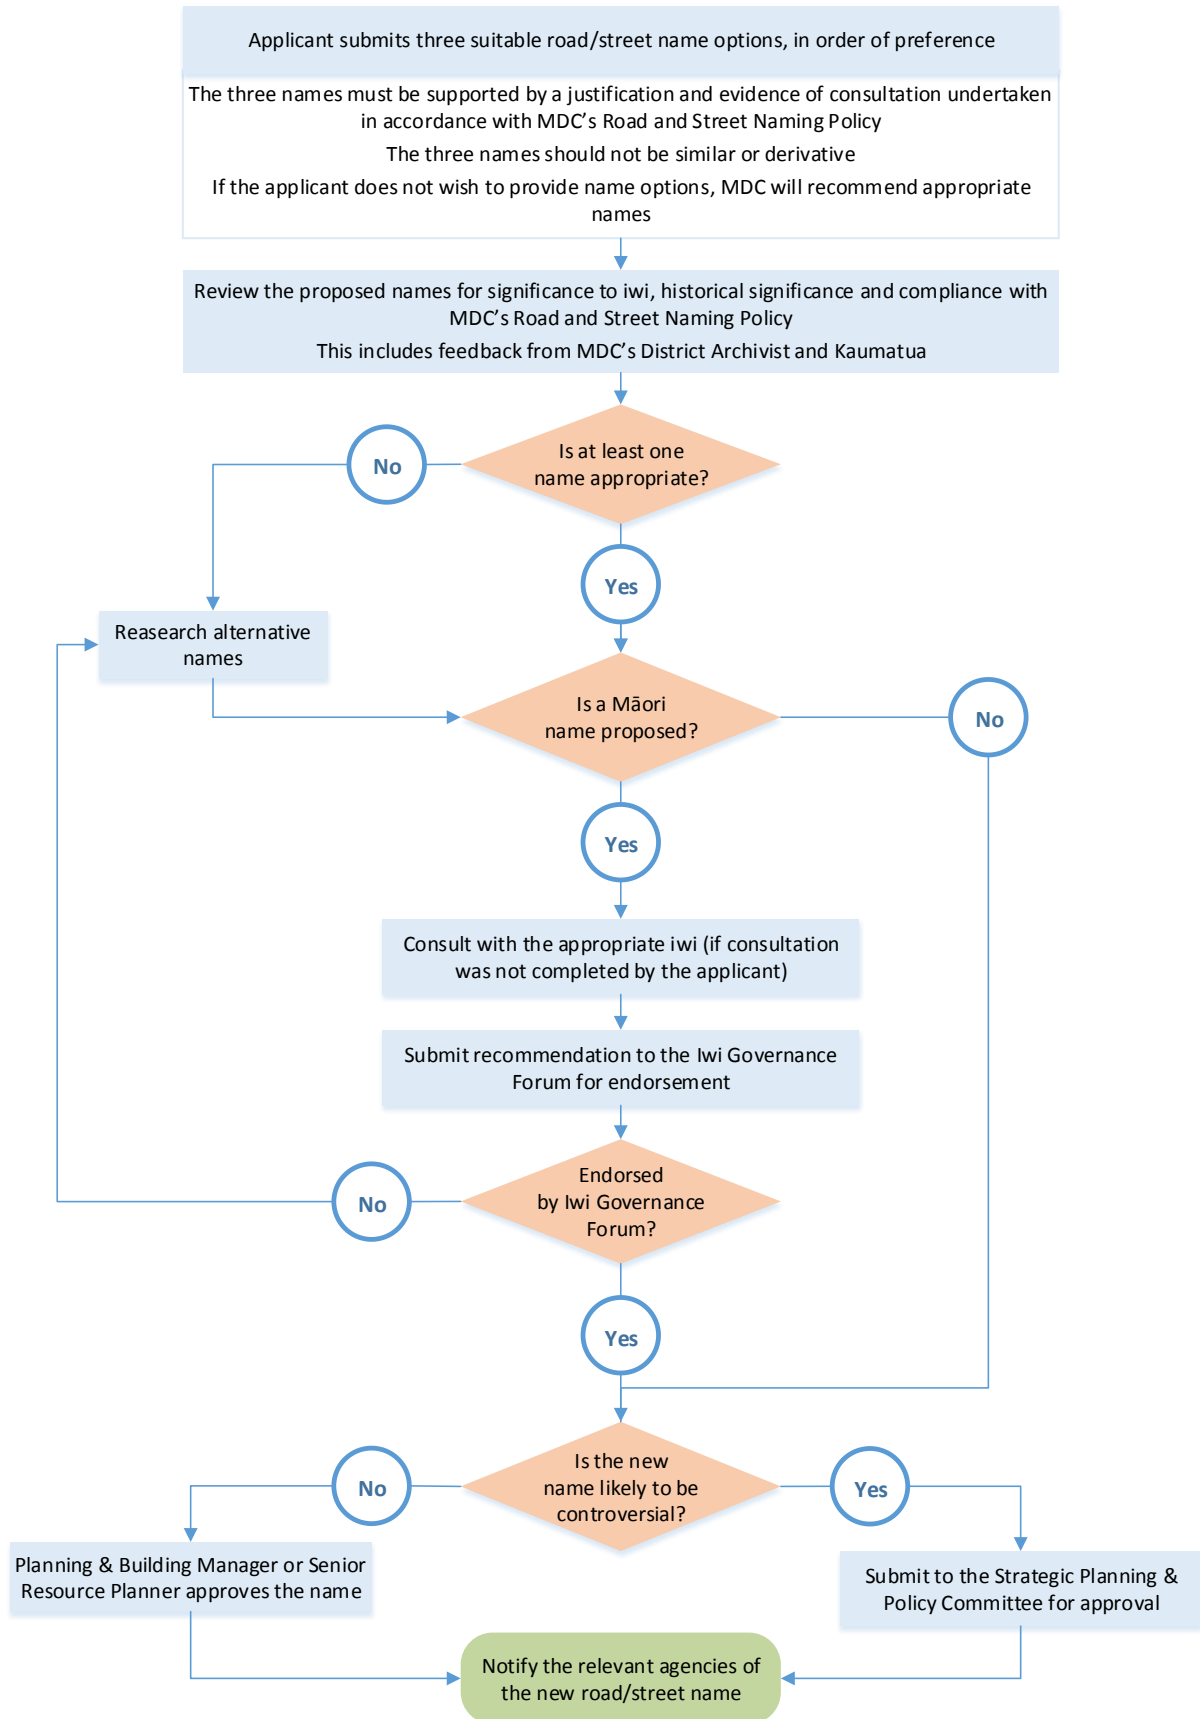 Applicant submits three suitable road/street name options, in order of preference
The three names must be supported by a justification and evidence of consultation undertaken
in accordance with MDC’s Road and Street Naming Policy
The three names should not be similar or derivative
If the applicant does not wish to provide name options, MDC will recommend appropriate
names
Review the proposed names for significance to iwi, historical significance and compliance with
MDC’s Road and Street Naming Policy
This includes feedback from MDC’s District Archivist and Kaumatua
Is at least one
name appropriate?
No
Yes
Reasearch alternative
names
Is a Māori
name proposed?
No
Yes
Consult with the appropriate iwi (if consultation
was not completed by the applicant)
Submit recommendation to the Iwi Governance
Forum for endorsement
Endorsed
by Iwi Governance
Forum?
No
Yes
Is the new
name likely to be
controversial?
No
Yes
Planning & Building Manager or Senior
Resource Planner approves the name
Submit to the Strategic Planning &
Policy Committee for approval
Notify the relevant agencies of
the new road/street name